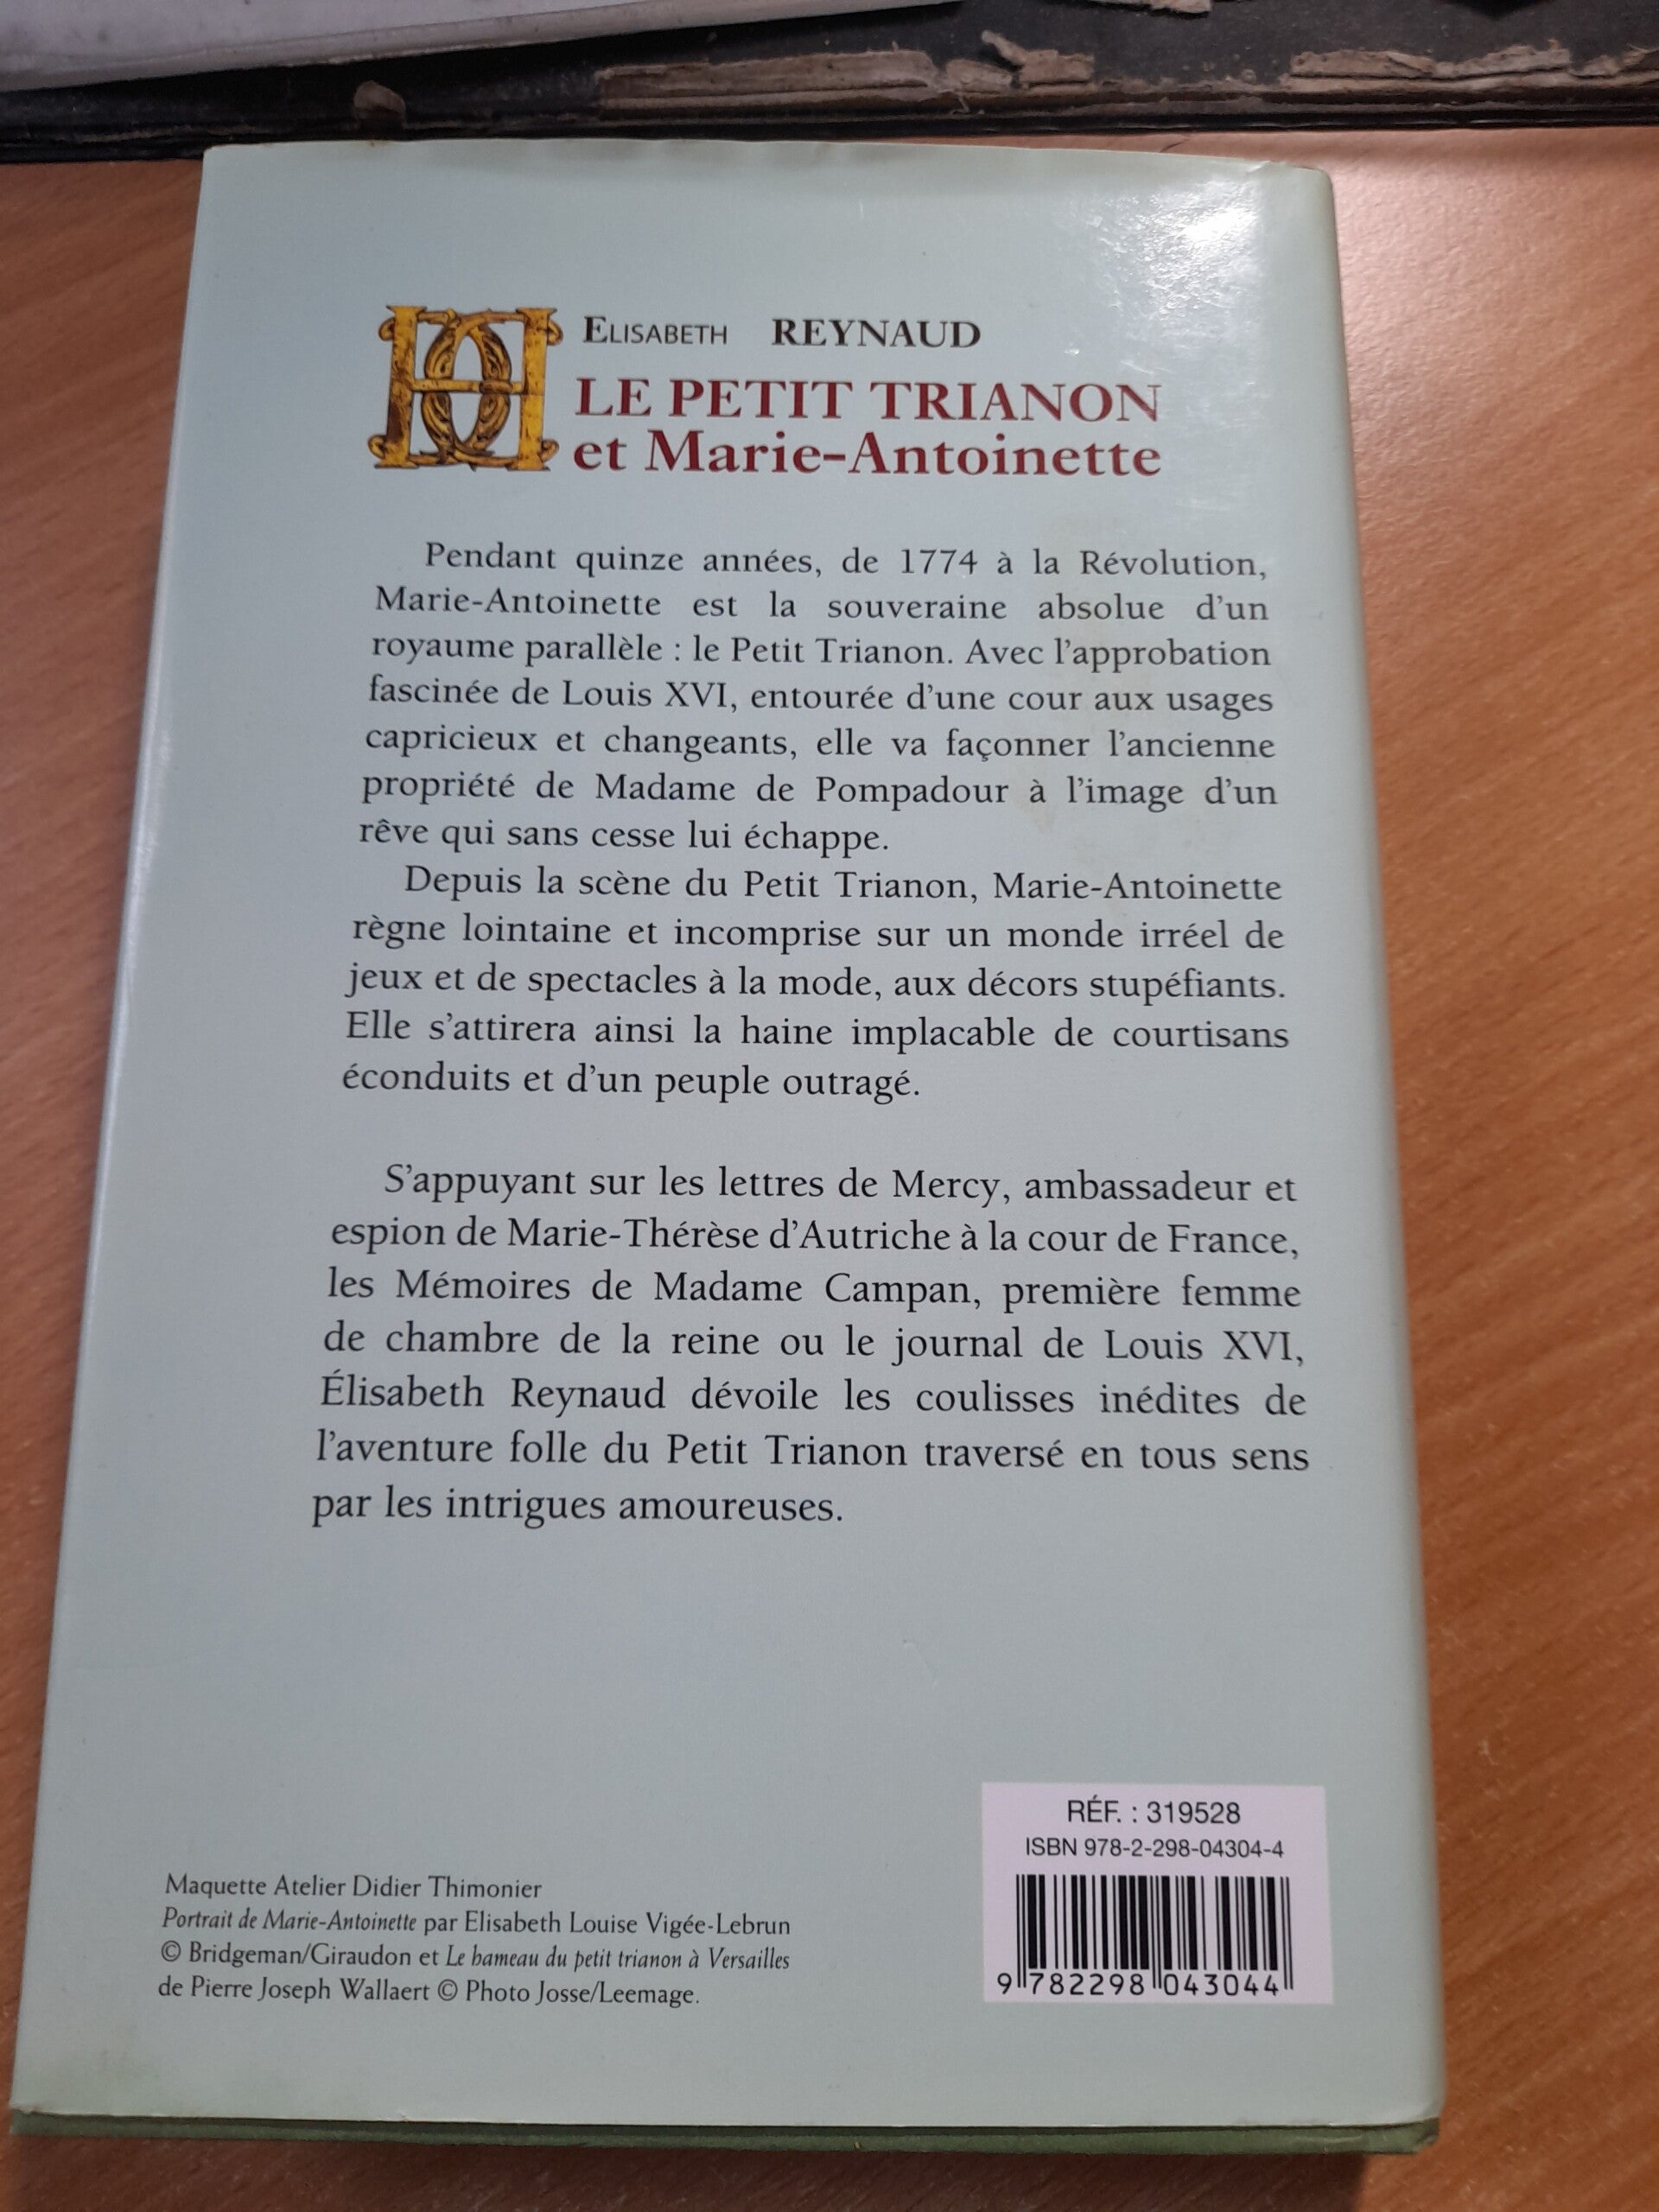 ELISABETH REYNAUD
LE PETIT TRIANON
et Marie-Antoinette
Pendant quinze années, de 1774 à la Révolution,
Marie-Antoinette est la souveraine absolue d'un
royaume parallèle : le Petit Trianon. Avec l'approbation
fascinée de Louis XVI, entourée d'une cour aux usages
capricieux et changeants, elle va façonner l'ancienne
propriété de Madame de Pompadour à l'image d'un
rêve qui sans cesse lui échappe.
Depuis la scène du Petit Trianon, Marie-Antoinette
règne lointaine et incomprise sur un monde irréel de
jeux et de spectacles à la mode, aux décors stupéfiants.
Elle s'attirera ainsi la haine implacable de courtisans
éconduits et d'un peuple outragé.
S'appuyant sur les lettres de Mercy, ambassadeur et
espion de Marie-Thérèse d'Autriche à la cour de France,
les Mémoires de Madame Campan, première femme
de chambre de la reine ou le journal de Louis XVI,
Élisabeth Reynaud dévoile les coulisses inédites de
l'aventure folle du Petit Trianon traversé en tous sens
par les intrigues amoureuses.
Maquette Atelier Didier Thimonier
Portrait de Marie-Antoinette par Elisabeth Louise Vigée-Lebrun
© Bridgeman/Giraudon et Le hameau du petit trianon à Versailles
de Pierre Joseph Wallaert © Photo Josse/Leemage.
RÉF. : 319528
ISBN 978-2-298-04304-4
9 782298 043044